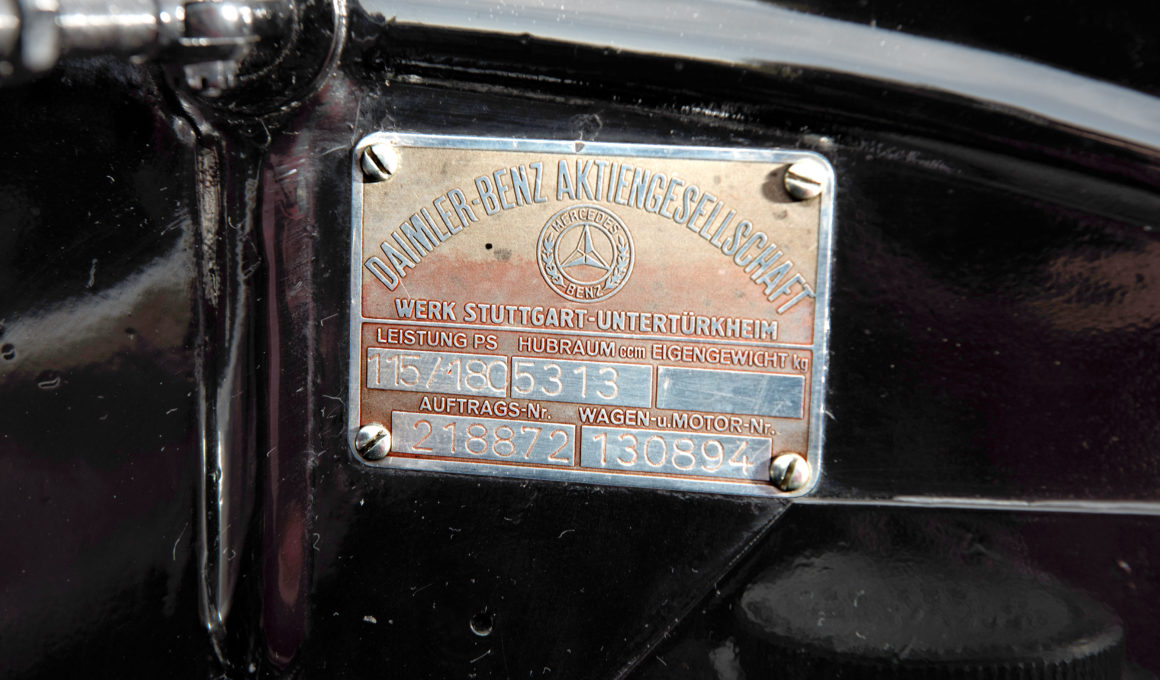 DAIMLER-BENZ AKTIENGESELLSCHAFT
MERCEDES
BENZ
WERK STUTTGART-UNTERTÜRKHEIM
LEISTUNG PS HUBRAUM ccm EIGENGEWICHT kg
115/180 5313
AUFTRAGS-Nr. WAGEN-u.MOTOR-Nr.
218872 130894